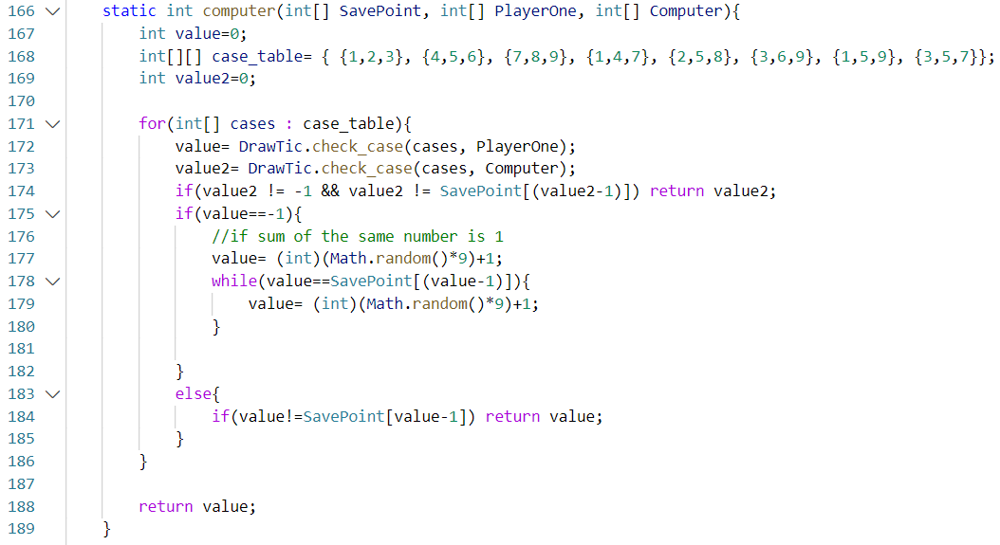 166 static int computer(int[] SavePoint, int[] PlayerOne, int[] Computer){
167 int value=0;
168 int[][] case_table= { {1,2,3}, {4,5,6}, {7,8,9}, {1,4,7}, {2,5,8}, {3,6,9}, {1,5,9}, {3,5,7}};
169 int value2=0;
170
171 for(int[] cases : case_table){
172 value= DrawTic.check_case(cases, PlayerOne);
173 value2= DrawTic.check_case(cases, Computer);
174 if(value2 != -1 && value2 != SavePoint[(value2-1)]) return value2;
175 if(value==-1){
176 //if sum of the same number is 1
177 value= (int)(Math.random()*9)+1;
178 while(value==SavePoint[(value-1)]){
179 value= (int)(Math.random()*9)+1;
180 }
181
182 }
183 else{
184 if(value!=SavePoint[value-1]) return value;
185 }
186 }
187
188 return value;
189 }